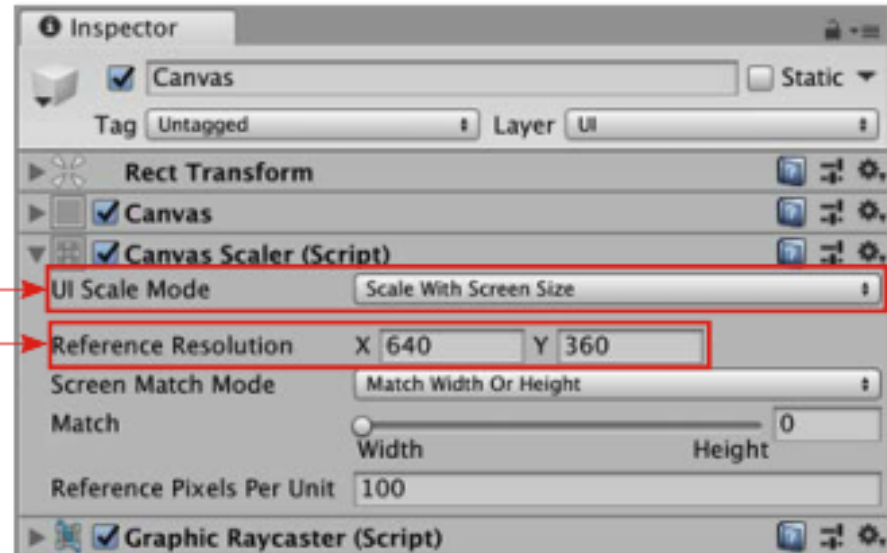 Inspector
Canvas
Static
Tag Untagged Layer UI
Rect Transform
Canvas
Canvas Scaler (Script)
UI Scale Mode Scale With Screen Size
Reference Resolution X 640 Y 360
Screen Match Mode Match Width Or Height
Match 0
Width Height
Reference Pixels Per Unit 100
Graphic Raycaster (Script)